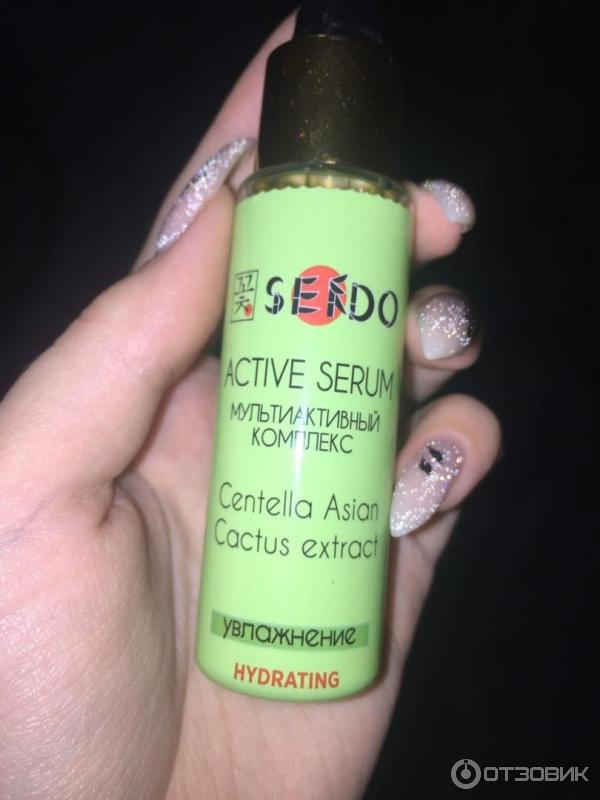 SENDO
ACTIVE SERUM
МУЛЬТИАКТИВНЫЙ
КОМПЛЕКС
Centella Asian
Cactus extract
УВЛАЖНЕНИЕ
HYDRATING
ОТЗОВИК